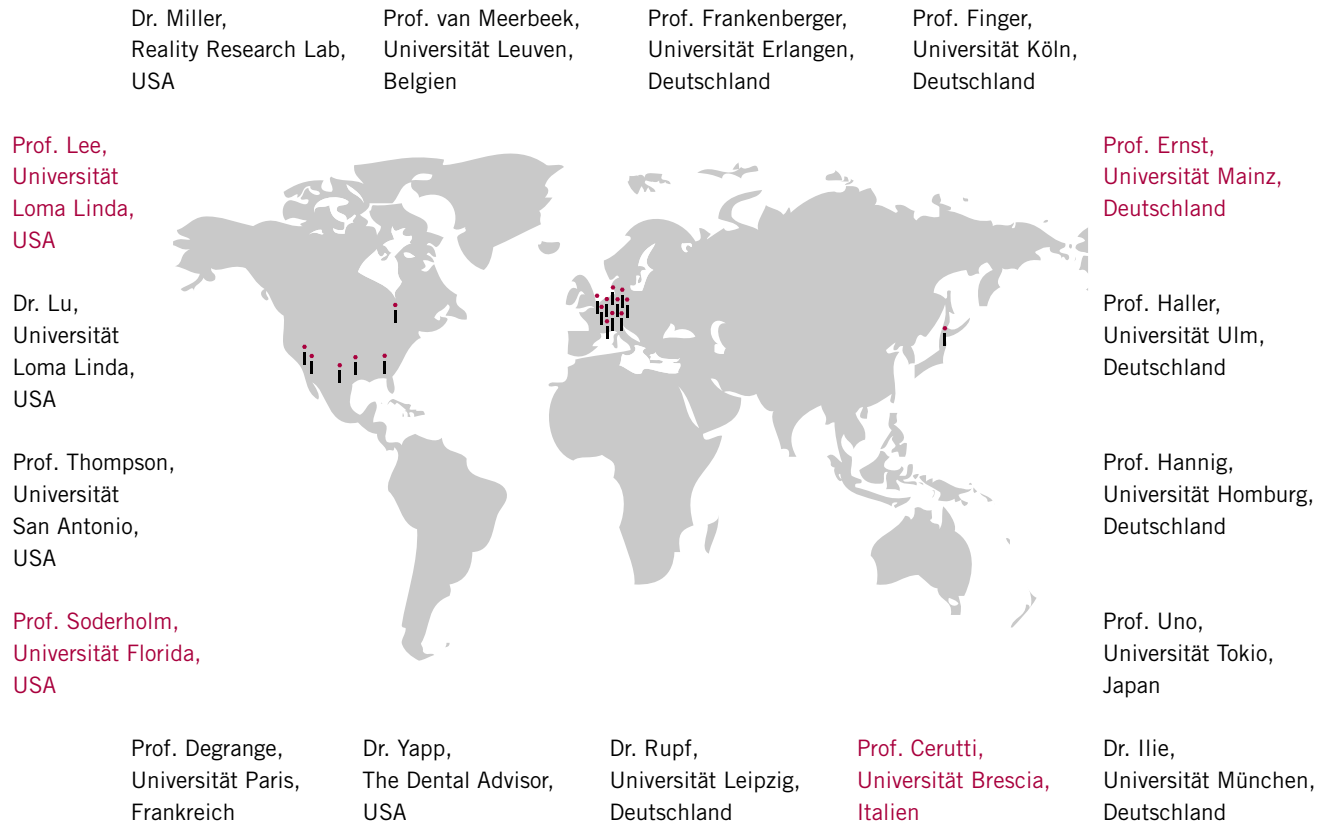 Dr. Miller,
Reality Research Lab,
USA
Prof. van Meerbeek,
Universität Leuven,
Belgien
Prof. Frankenberger,
Universität Erlangen,
Deutschland
Prof. Finger,
Universität Köln,
Deutschland
Prof. Lee,
Universität
Loma Linda,
USA
Prof. Ernst,
Universität Mainz,
Deutschland
Dr. Lu,
Universität
Loma Linda,
USA
Prof. Haller,
Universität Ulm,
Deutschland
Prof. Thompson,
Universität
San Antonio,
USA
Prof. Hannig,
Universität Homburg,
Deutschland
Prof. Soderholm,
Universität Florida,
USA
Prof. Uno,
Universität Tokio,
Japan
Prof. Degrange,
Universität Paris,
Frankreich
Dr. Yapp,
The Dental Advisor,
USA
Dr. Rupf,
Universität Leipzig,
Deutschland
Prof. Cerutti,
Universität Brescia,
Italien
Dr. Ilie,
Universität München,
Deutschland